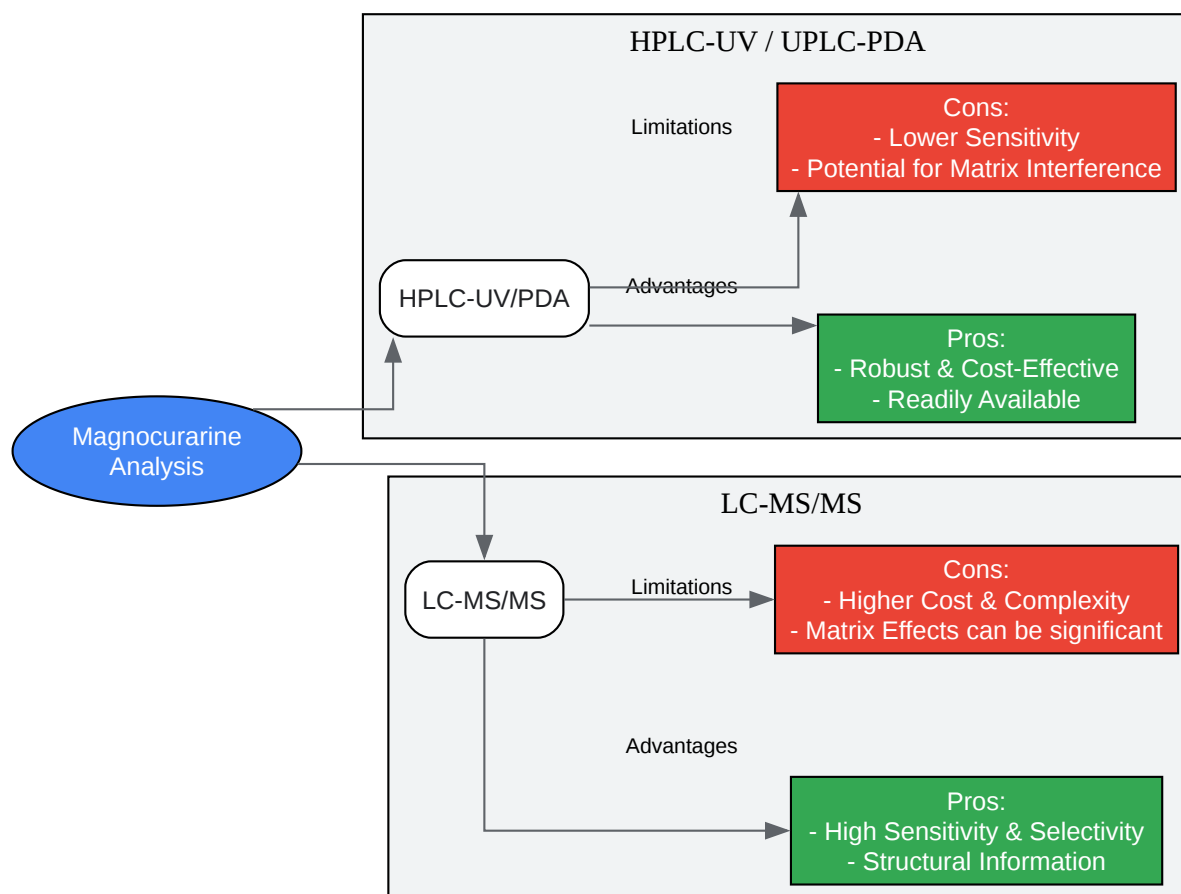 HPLC-UV / UPLC-PDA
Cons:
- Lower Sensitivity
- Potential for Matrix Interference
Limitations
HPLC-UV/PDA
Advantages
Pros:
- Robust & Cost-Effective
- Readily Available
Magnocurarine
Analysis
LC-MS/MS
Cons:
- Higher Cost & Complexity
- Matrix Effects can be significant
Limitations
LC-MS/MS
Advantages
Pros:
- High Sensitivity & Selectivity
- Structural Information